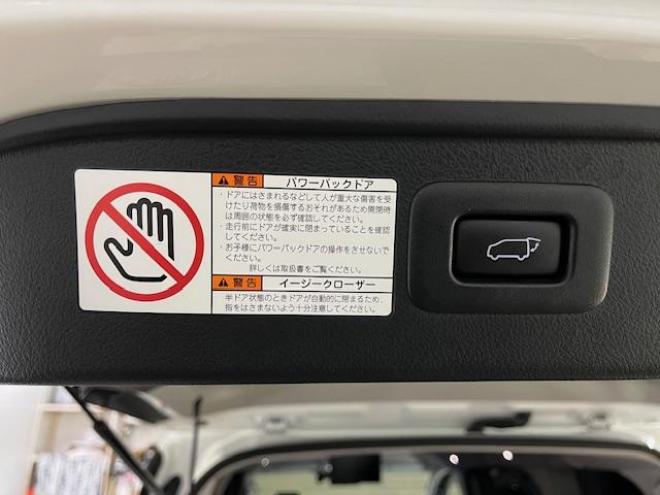 警告 パワーバックドア
・ドアにはさまれるなどして人が重大な傷害を受
けたり荷物を損傷するおそれがあるため開閉時
は周囲の状態を必ず確認してください。
・走行前にドアが確実に閉まっていることを確認
してください。
・お子様にパワーバックドアの操作をさせないで
ください。
詳しくは取扱書をご覧ください。
警告 イージークローザー
半ドア状態のときドアが自動的に閉まるため、
指をはさまないよう十分注意してください。